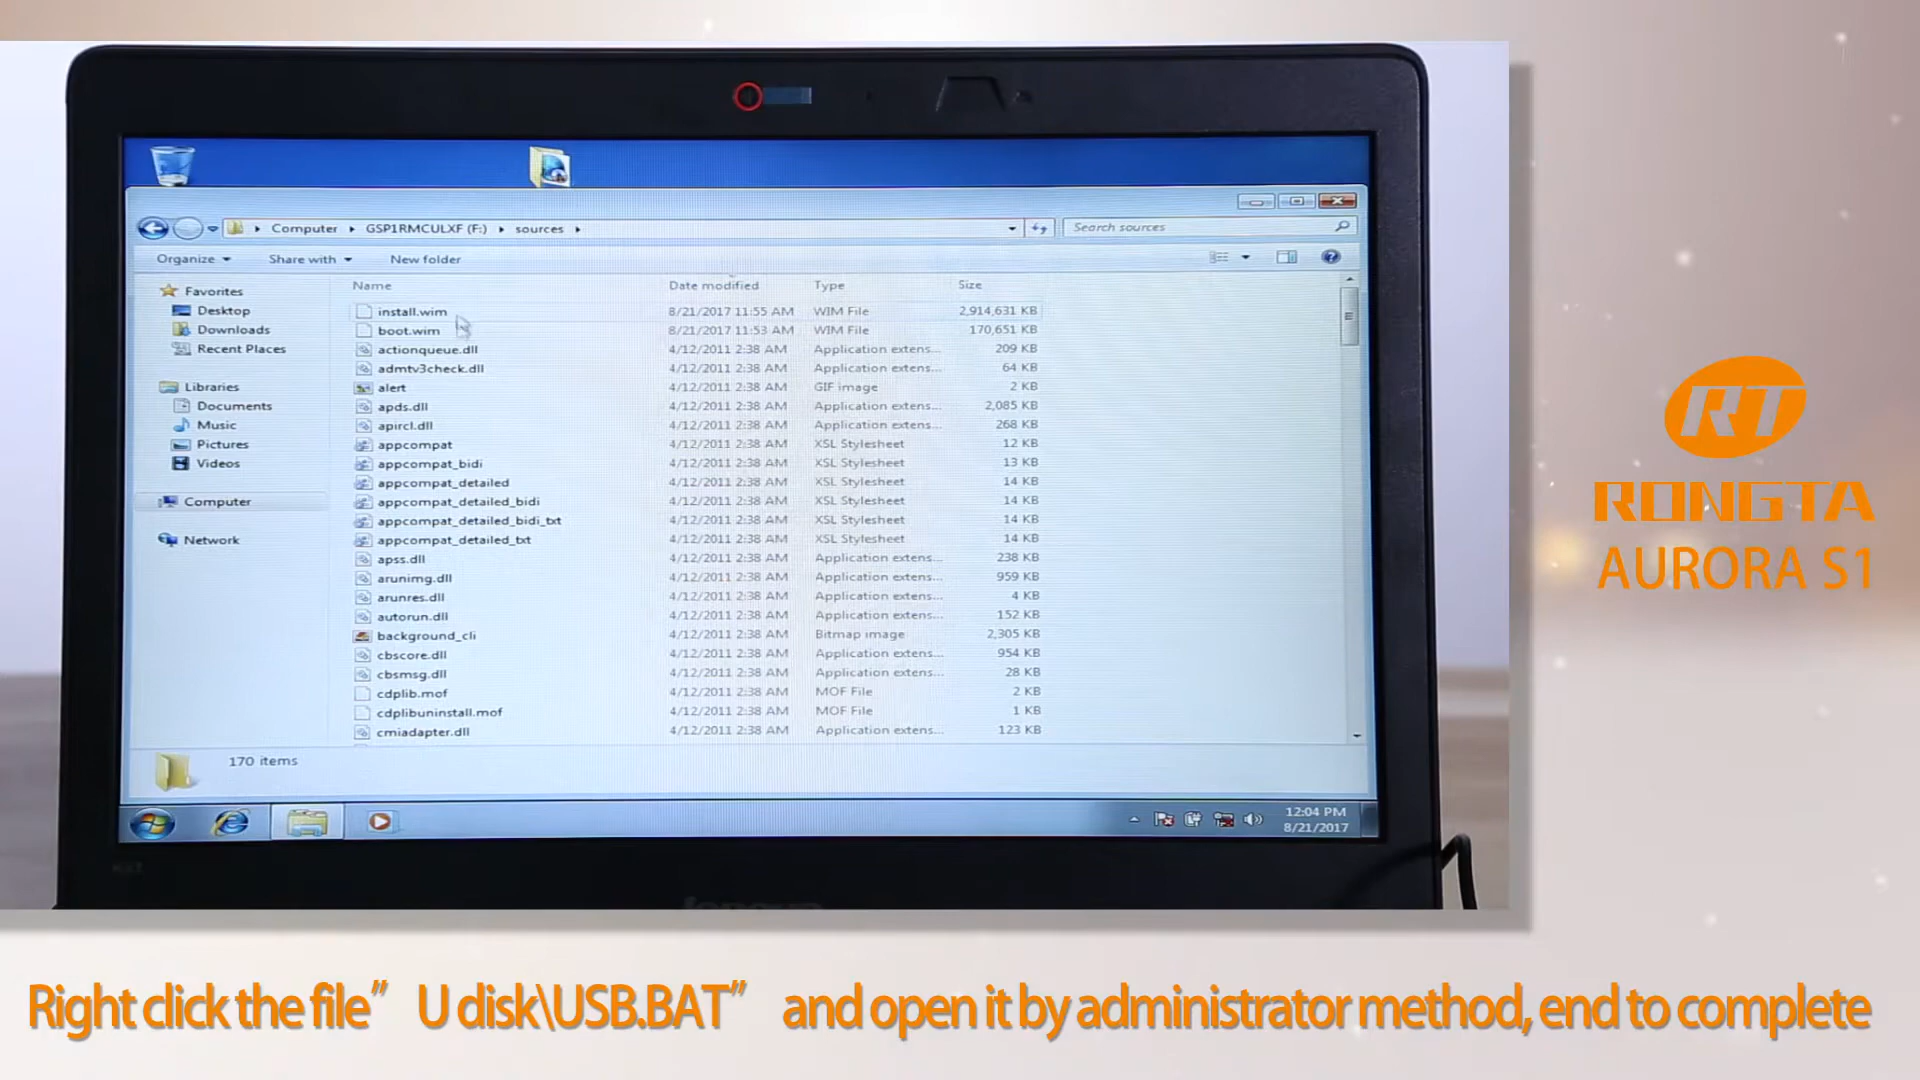 Computer GSP1RMCULXF (F:) sources
Search sources
Organize Share with New folder
Name Date modified Type Size
Favorites
Desktop
Downloads
Recent Places
Libraries
Documents
Music
Pictures
Videos
Computer
Network
install.wim 8/21/2017 11:55 AM WIM File 2,914,631 KB
boot.wim 8/21/2017 11:53 AM WIM File 170,651 KB
actionqueue.dll 4/12/2011 2:38 AM Application extens... 209 KB
admtv3check.dll 4/12/2011 2:38 AM Application extens... 64 KB
alert 4/12/2011 2:38 AM GIF image 2 KB
apds.dll 4/12/2011 2:38 AM Application extens... 2,085 KB
apircl.dll 4/12/2011 2:38 AM Application extens... 268 KB
appcompat 4/12/2011 2:38 AM XSL Stylesheet 12 KB
appcompat_bidi 4/12/2011 2:38 AM XSL Stylesheet 13 KB
appcompat_detailed 4/12/2011 2:38 AM XSL Stylesheet 14 KB
appcompat_detailed_bidi 4/12/2011 2:38 AM XSL Stylesheet 14 KB
appcompat_detailed_bidi_txt 4/12/2011 2:38 AM XSL Stylesheet 14 KB
appcompat_detailed_txt 4/12/2011 2:38 AM XSL Stylesheet 14 KB
apss.dll 4/12/2011 2:38 AM Application extens... 238 KB
arunimg.dll 4/12/2011 2:38 AM Application extens... 959 KB
arunres.dll 4/12/2011 2:38 AM Application extens... 4 KB
autorun.dll 4/12/2011 2:38 AM Application extens... 152 KB
background_cli 4/12/2011 2:38 AM Bitmap image 2,305 KB
cbscore.dll 4/12/2011 2:38 AM Application extens... 954 KB
cbsmsg.dll 4/12/2011 2:38 AM Application extens... 28 KB
cdplib.mof 4/12/2011 2:38 AM MOF File 2 KB
cdplibuninstall.mof 4/12/2011 2:38 AM MOF File 1 KB
cmiadapter.dll 4/12/2011 2:38 AM Application extens... 123 KB
170 items
12:04 PM
8/21/2017
RT
RONGTA
AURORA S1
Right click the file” U disk\USB.BAT” and open it by administrator method, end to complete